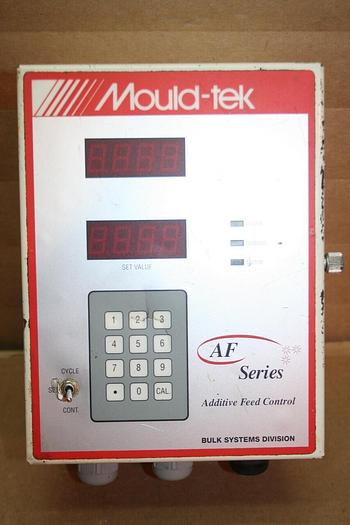 Mould-tek
SET VALUE
1 2 3
4 5 6
7 8 9
• 0 CAL
CYCLE
CONT.
AF
Series
Additive Feed Control
BULK SYSTEMS DIVISION